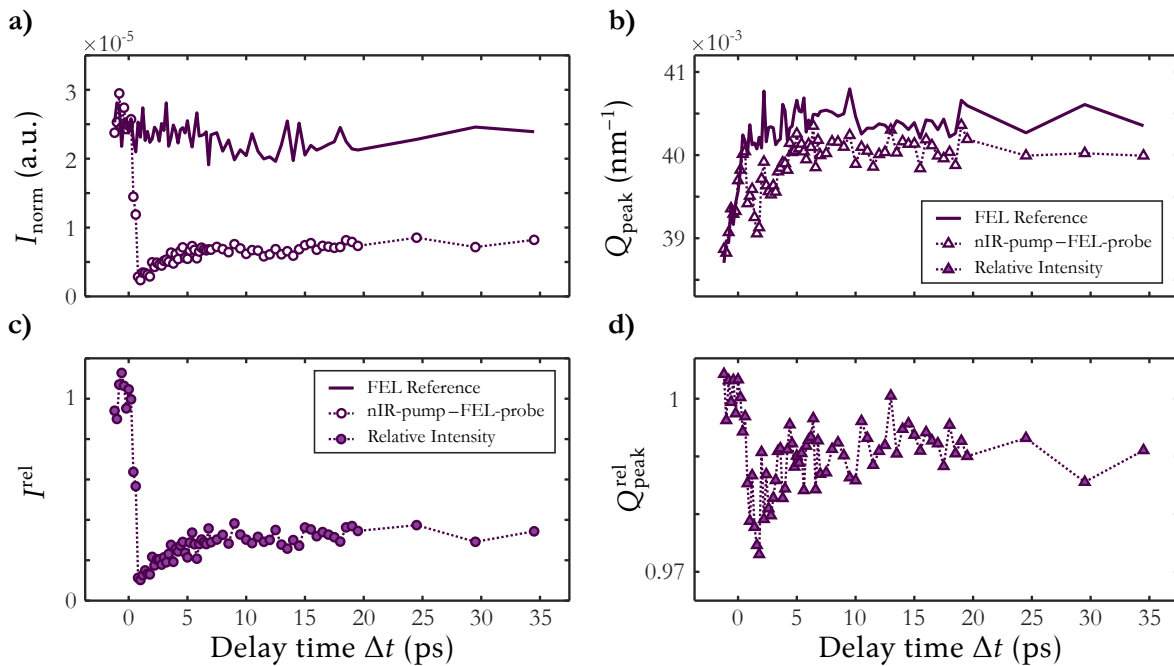 a)
×10⁻⁵
3
2
1
0
I_norm (a.u.)
b)
×10⁻³
41
40
39
Q_peak (nm⁻¹)
FEL Reference
nIR-pump–FEL-probe
Relative Intensity
c)
1
0
I^rel
FEL Reference
nIR-pump–FEL-probe
Relative Intensity
0 5 10 15 20 25 30 35
Delay time Δt (ps)
d)
1
0.97
Q^rel_peak
0 5 10 15 20 25 30 35
Delay time Δt (ps)